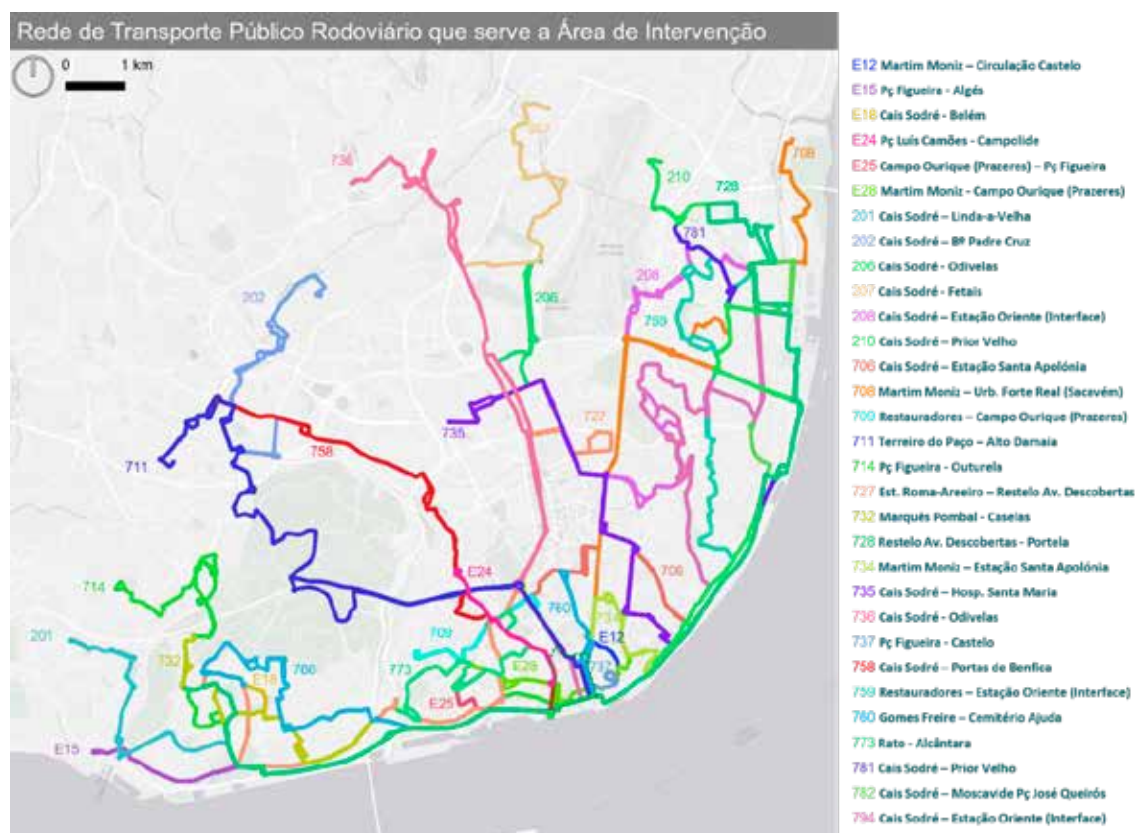 Rede de Transporte Público Rodoviário que serve a Área de Intervenção
0 1 km
E12 Martim Moniz – Circulação Castelo
E15 Pç Figueira - Algés
E18 Cais Sodré - Belém
E24 Pç Luís Camões - Campolide
E25 Campo Ourique (Prazeres) – Pç Figueira
E28 Martim Moniz - Campo Ourique (Prazeres)
201 Cais Sodré – Linda-a-Velha
202 Cais Sodré – Bº Padre Cruz
206 Cais Sodré - Odivelas
207 Cais Sodré - Fetais
208 Cais Sodré – Estação Oriente (Interface)
210 Cais Sodré – Prior Velho
706 Cais Sodré – Estação Santa Apolónia
708 Martim Moniz – Urb. Forte Real (Sacavém)
709 Restauradores – Campo Ourique (Prazeres)
711 Terreiro do Paço – Alto Damaia
714 Pç Figueira - Outurela
727 Est. Roma-Areeiro – Restelo Av. Descobertas
732 Marquês Pombal - Caselas
728 Restelo Av. Descobertas - Portela
734 Martim Moniz – Estação Santa Apolónia
735 Cais Sodré – Hosp. Santa Maria
736 Cais Sodré - Odivelas
737 Pç Figueira - Castelo
758 Cais Sodré – Portas de Benfica
759 Restauradores – Estação Oriente (Interface)
760 Gomes Freire – Cemitério Ajuda
773 Rato - Alcântara
781 Cais Sodré – Prior Velho
782 Cais Sodré – Moscavide Pç José Queirós
794 Cais Sodré – Estação Oriente (Interface)
736
210
728
708
781
202
206
208
759
735
727
711
758
714
E24
706
709
760
734
E12
737
201
732
E18
760
773
E28
E25
E15